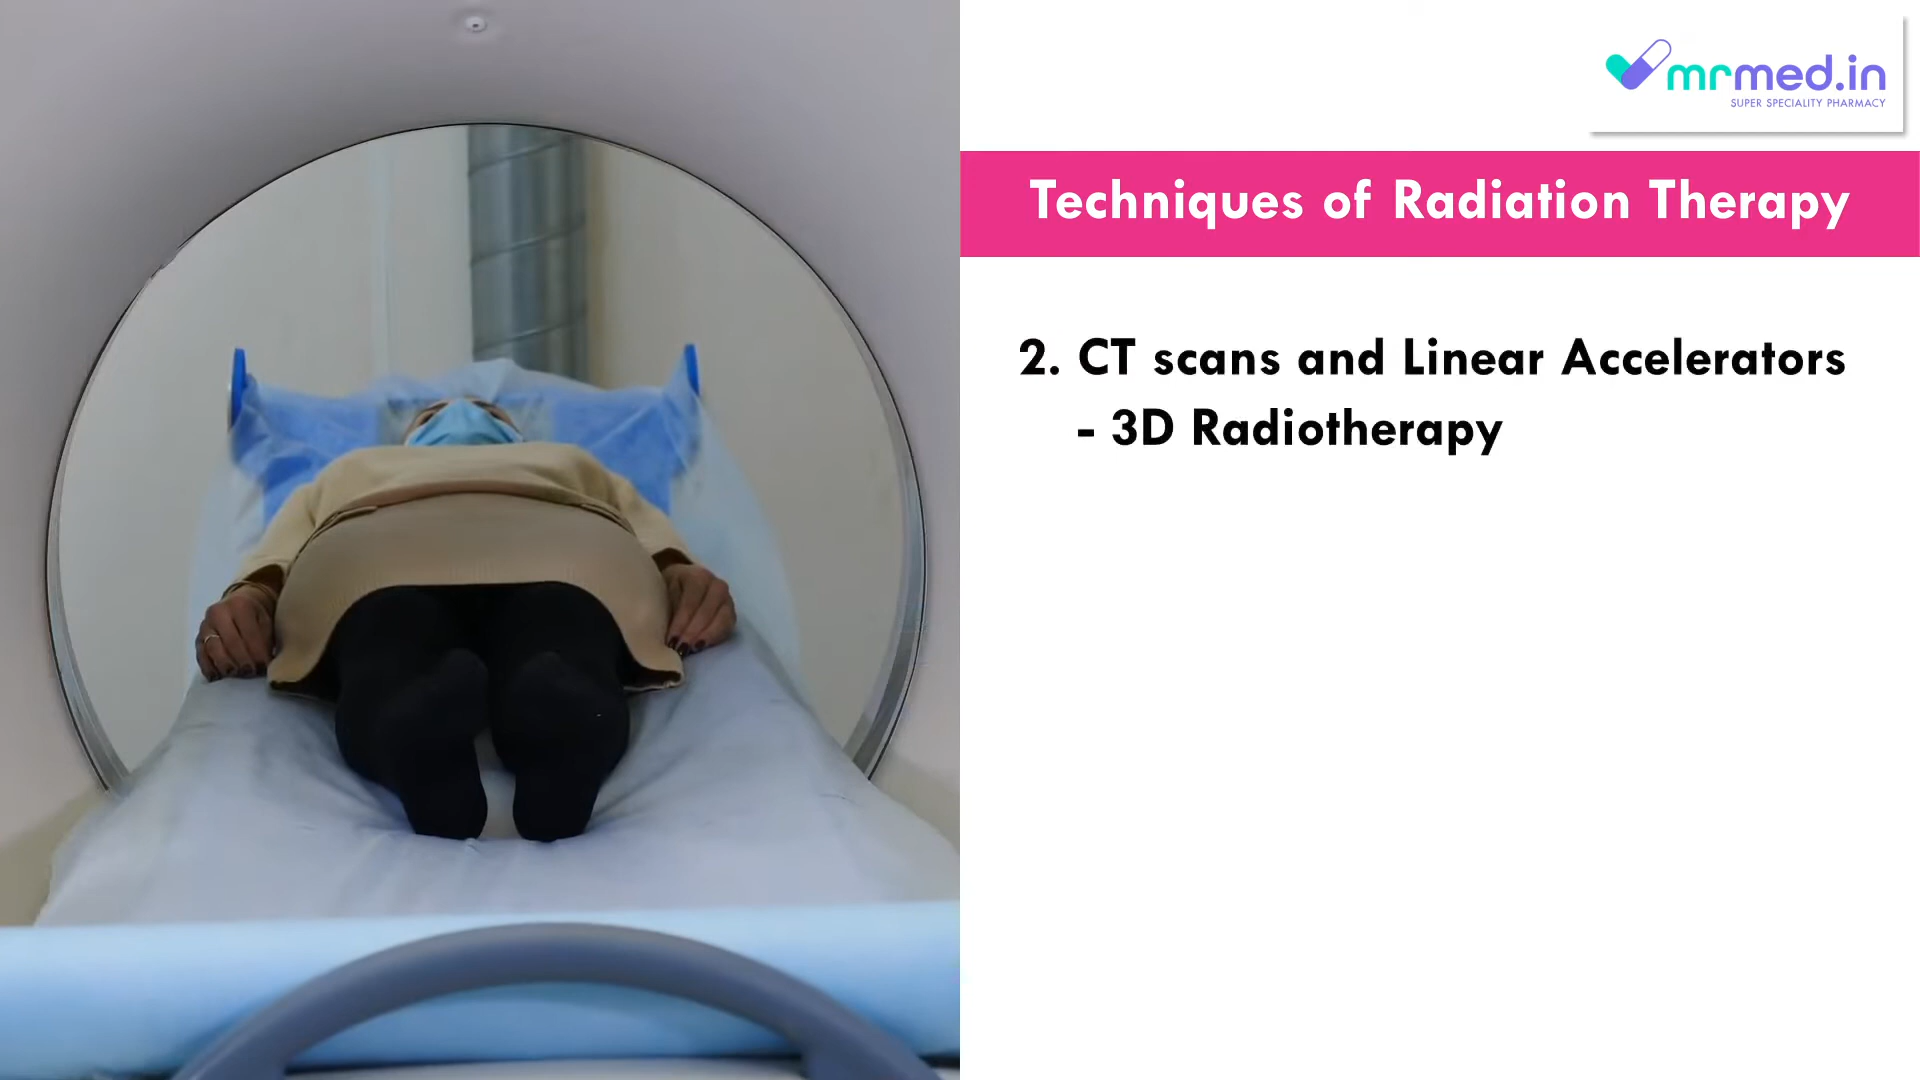 mrmed.in
SUPER SPECIALITY PHARMACY
Techniques of Radiation Therapy
2. CT scans and Linear Accelerators
- 3D Radiotherapy